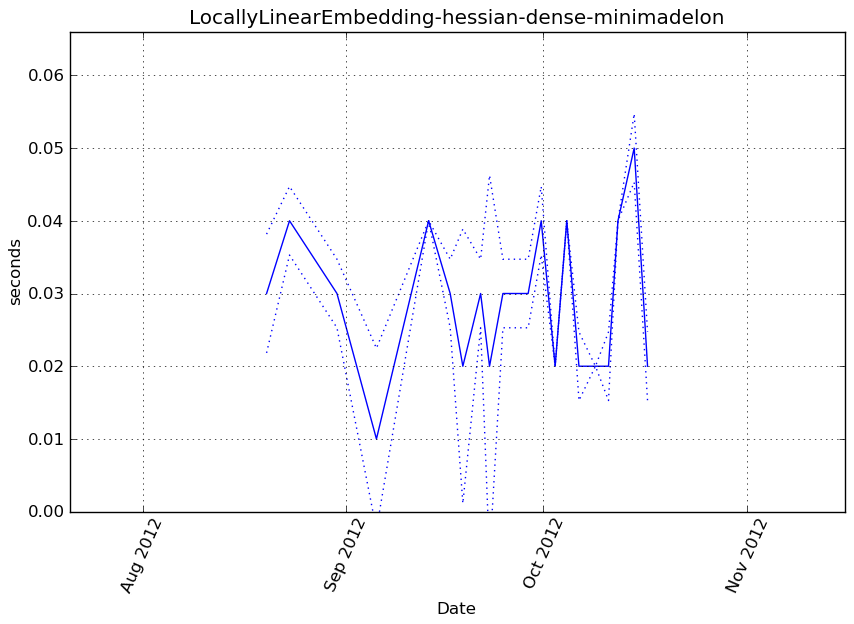 LocallyLinearEmbedding-hessian-dense-minimadelon
0.06
0.05
0.04
0.03
0.02
0.01
0.00
seconds
Aug 2012
Sep 2012
Oct 2012
Nov 2012
Date